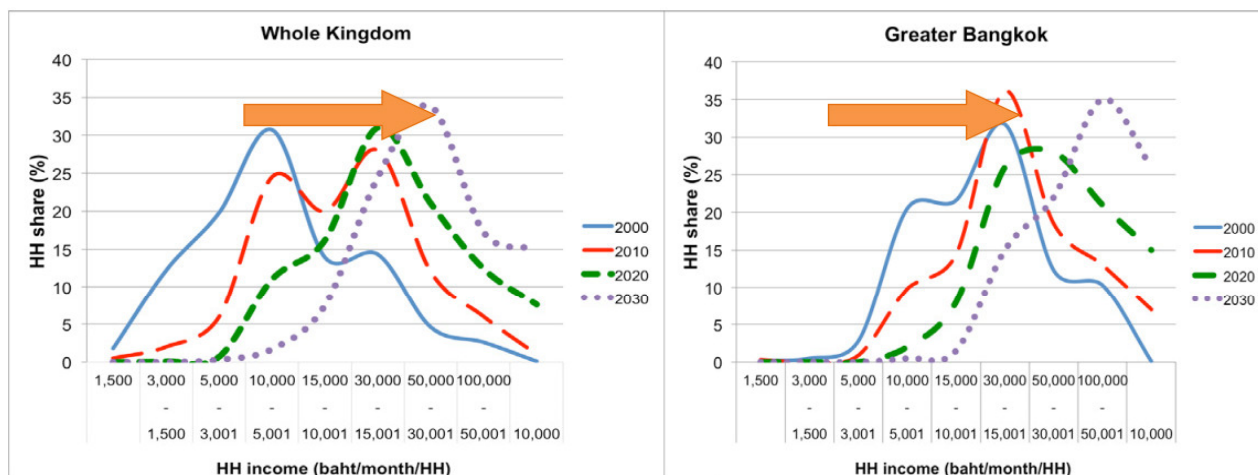 Whole Kingdom
HH share (%)
40
35
30
25
20
15
10
5
0
1,500 3,000 5,000 10,000 15,000 30,000 50,000 100,000
- - - - - - -
1,500 3,001 5,001 10,001 15,001 30,001 50,001 10,000
HH income (baht/month/HH)
2000
2010
2020
2030
Greater Bangkok
HH share (%)
40
35
30
25
20
15
10
5
0
1,500 3,000 5,000 10,000 15,000 30,000 50,000 100,000
- - - - - - -
1,500 3,001 5,001 10,001 15,001 30,001 50,001 10,000
HH income (baht/month/HH)
2000
2010
2020
2030